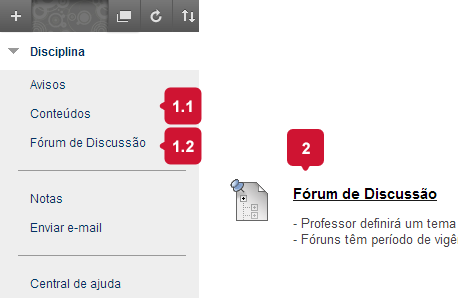 Disciplina
Avisos
Conteúdos
1.1
Fórum de Discussão
1.2
Notas
Enviar e-mail
Central de ajuda
2
Fórum de Discussão
- Professor definirá um tema
- Fóruns têm período de vigê